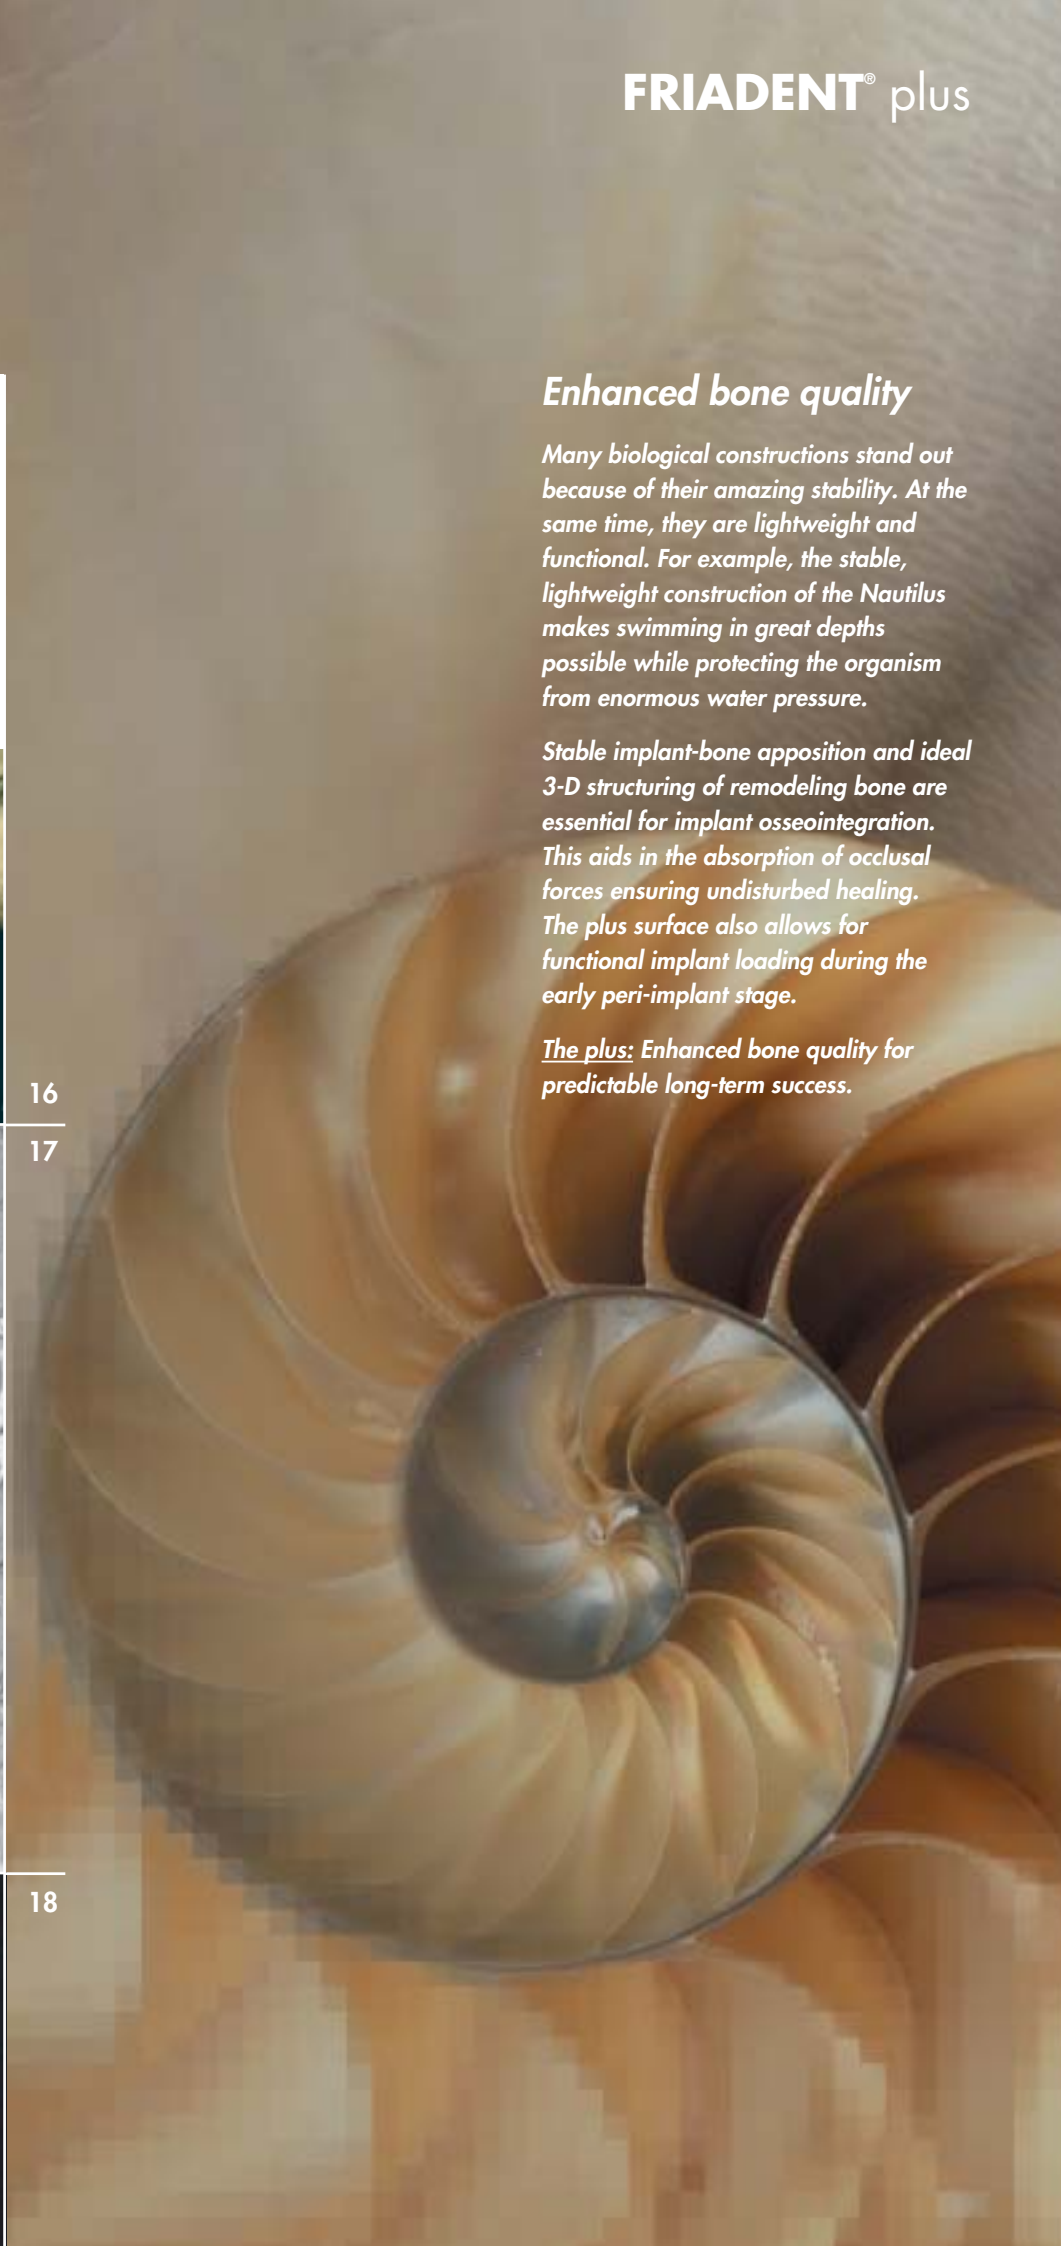 FRIADENT® plus
Enhanced bone quality
Many biological constructions stand out
because of their amazing stability. At the
same time, they are lightweight and
functional. For example, the stable,
lightweight construction of the Nautilus
makes swimming in great depths
possible while protecting the organism
from enormous water pressure.
Stable implant-bone apposition and ideal
3-D structuring of remodeling bone are
essential for implant osseointegration.
This aids in the absorption of occlusal
forces ensuring undisturbed healing.
The plus surface also allows for
functional implant loading during the
early peri-implant stage.
The plus: Enhanced bone quality for
predictable long-term success.
16
17
18